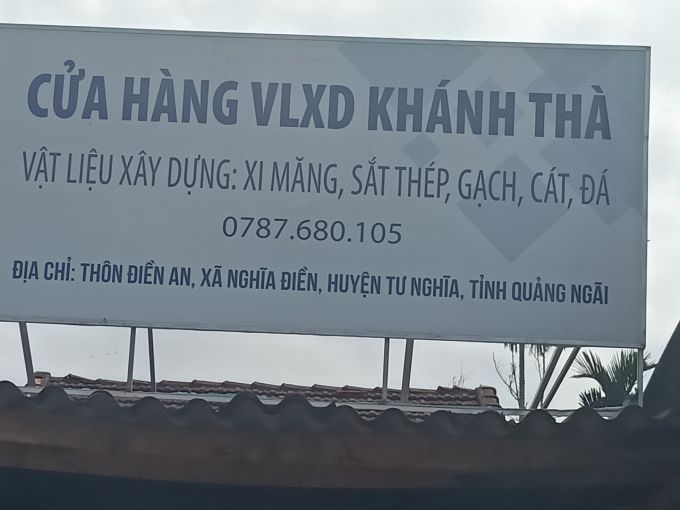 CỬA HÀNG VLXD KHÁNH THÀ
VẬT LIỆU XÂY DỰNG: XI MĂNG, SẮT THÉP, GẠCH, CÁT, ĐÁ
0787.680.105
ĐỊA CHỈ: THÔN ĐIỀN AN, XÃ NGHĨA ĐIỀN, HUYỆN TƯ NGHĨA, TỈNH QUẢNG NGÃI